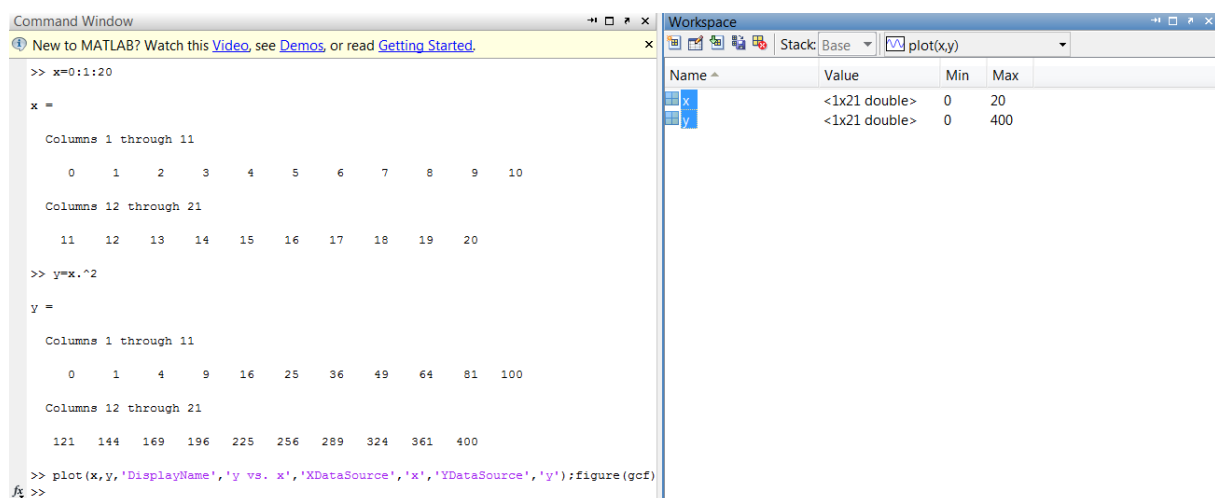 Command Window
New to MATLAB? Watch this Video, see Demos, or read Getting Started.
>> x=0:1:20
x =
Columns 1 through 11
0 1 2 3 4 5 6 7 8 9 10
Columns 12 through 21
11 12 13 14 15 16 17 18 19 20
>> y=x.^2
y =
Columns 1 through 11
0 1 4 9 16 25 36 49 64 81 100
Columns 12 through 21
121 144 169 196 225 256 289 324 361 400
>> plot(x,y,'DisplayName','y vs. x','XDataSource','x','YDataSource','y');figure(gcf)
fx >>
Workspace
Stack: Base plot(x,y)
Name Value Min Max
x <1x21 double> 0 20
y <1x21 double> 0 400